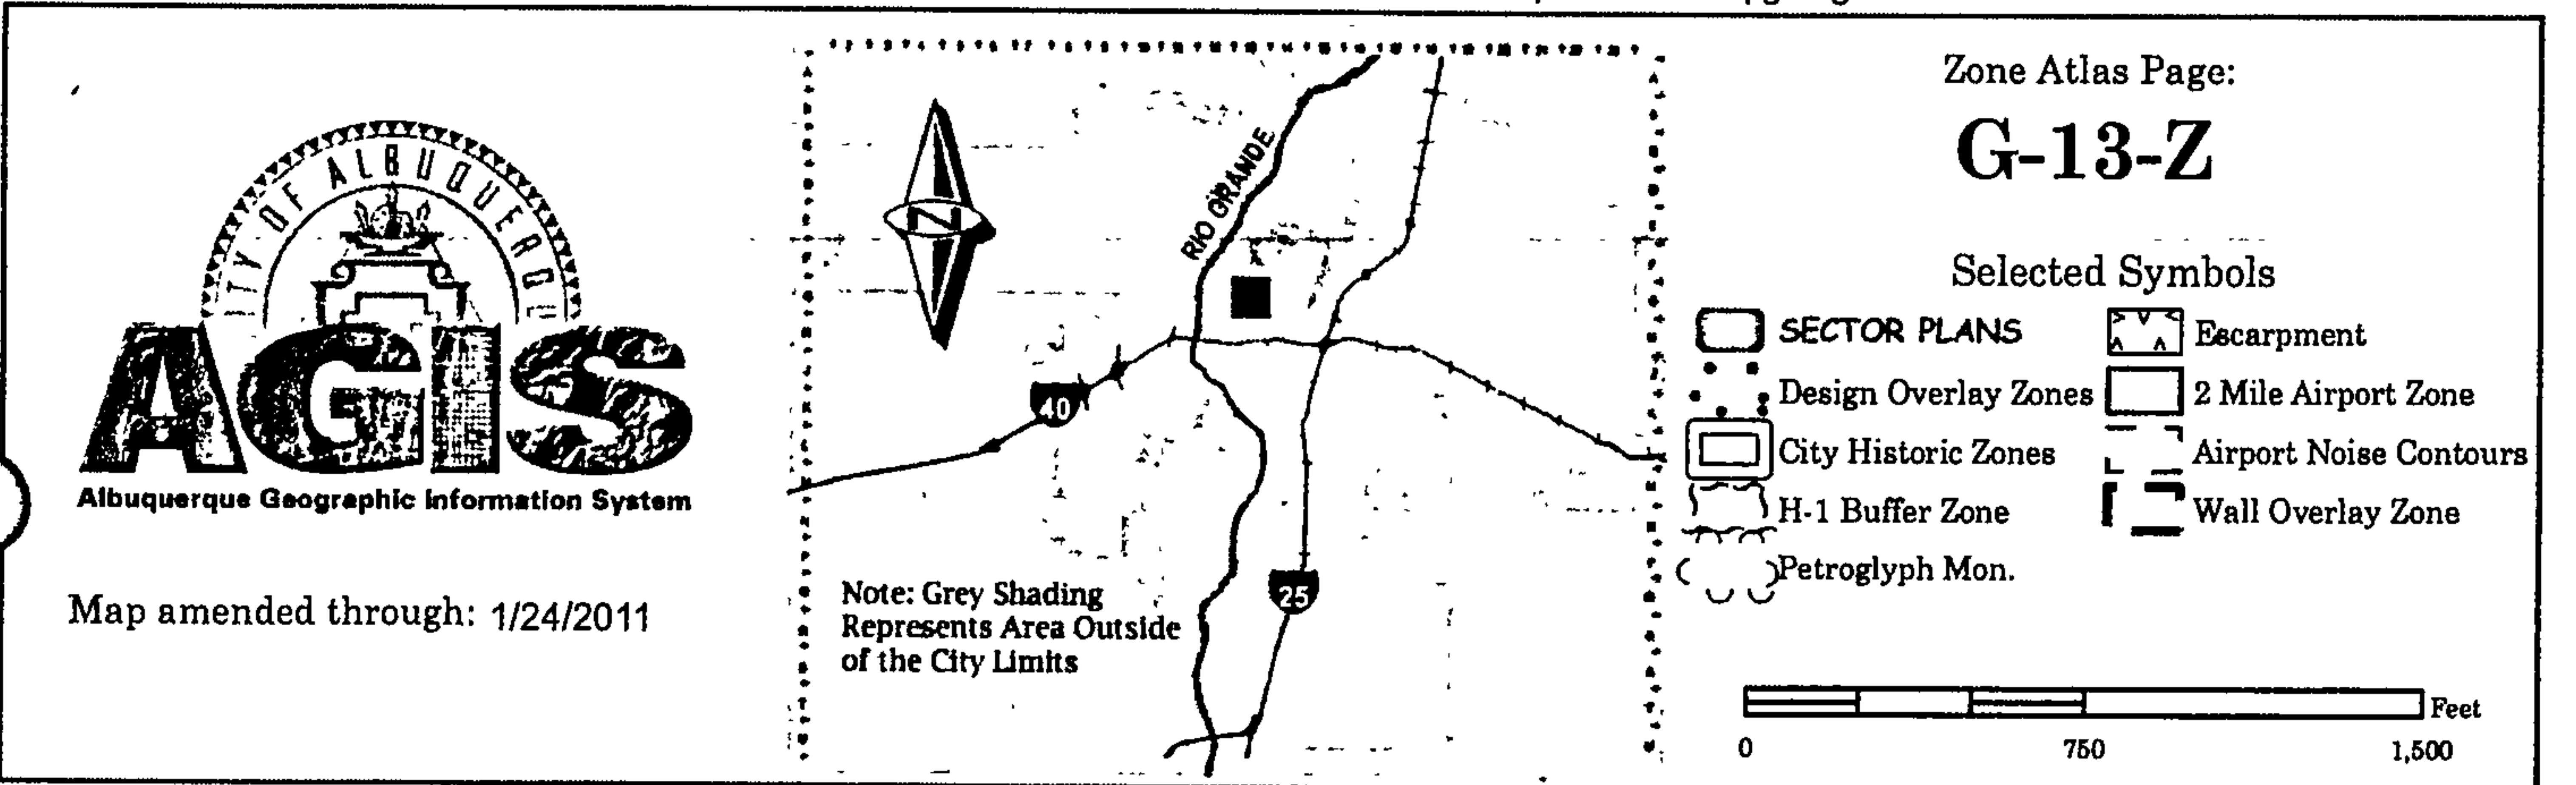 CITY OF ALBUQUERQUE
AGIS
Albuquerque Geographic Information System
Map amended through: 1/24/2011
N
RIO GRANDE
40
25
Note: Grey Shading
Represents Area Outside
of the City Limits
Zone Atlas Page:
G-13-Z
Selected Symbols
SECTOR PLANS
Escarpment
Design Overlay Zones
2 Mile Airport Zone
City Historic Zones
Airport Noise Contours
H-1 Buffer Zone
Wall Overlay Zone
Petroglyph Mon.
Feet
0 750 1,500